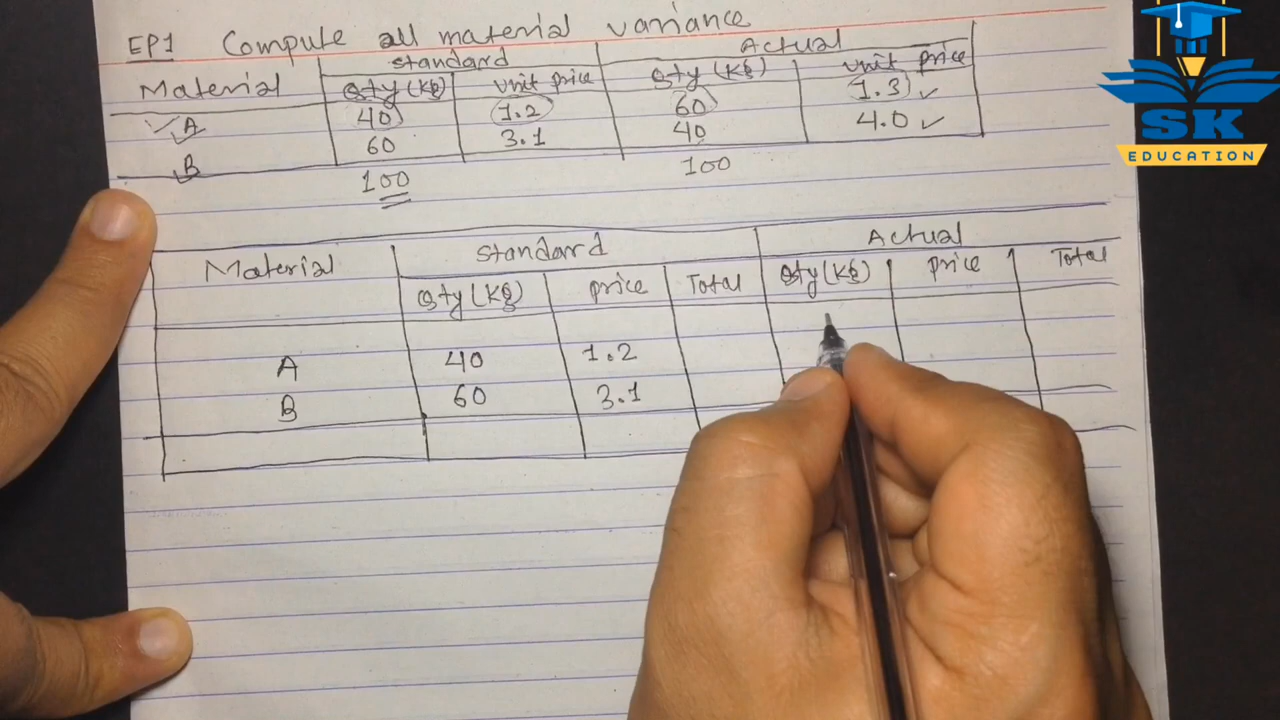 EP1 Compute all material variance
Standard Actual
Material Qty (Kg) Unit price Qty (Kg) Unit price
A 40 1.2 60 1.3
B 60 3.1 40 4.0
100 100
Material Standard Actual
Qty (Kg) Price Total Qty (Kg) Price Total
A 40 1.2
B 60 3.1
SK
EDUCATION